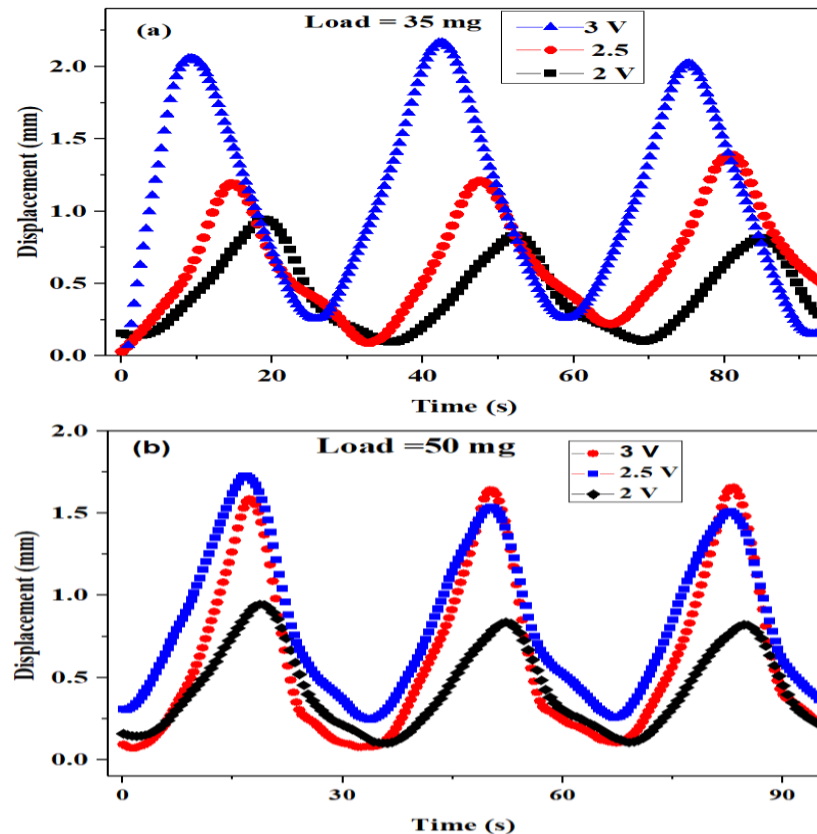 (a)
Load = 35 mg
3 V
2.5
2 V
Displacement (mm)
2.0
1.5
1.0
0.5
0.0
0 20 40 60 80
Time (s)
(b)
Load =50 mg
3 V
2.5 V
2 V
Displacement (mm)
2.0
1.5
1.0
0.5
0.0
0 30 60 90
Time (s)